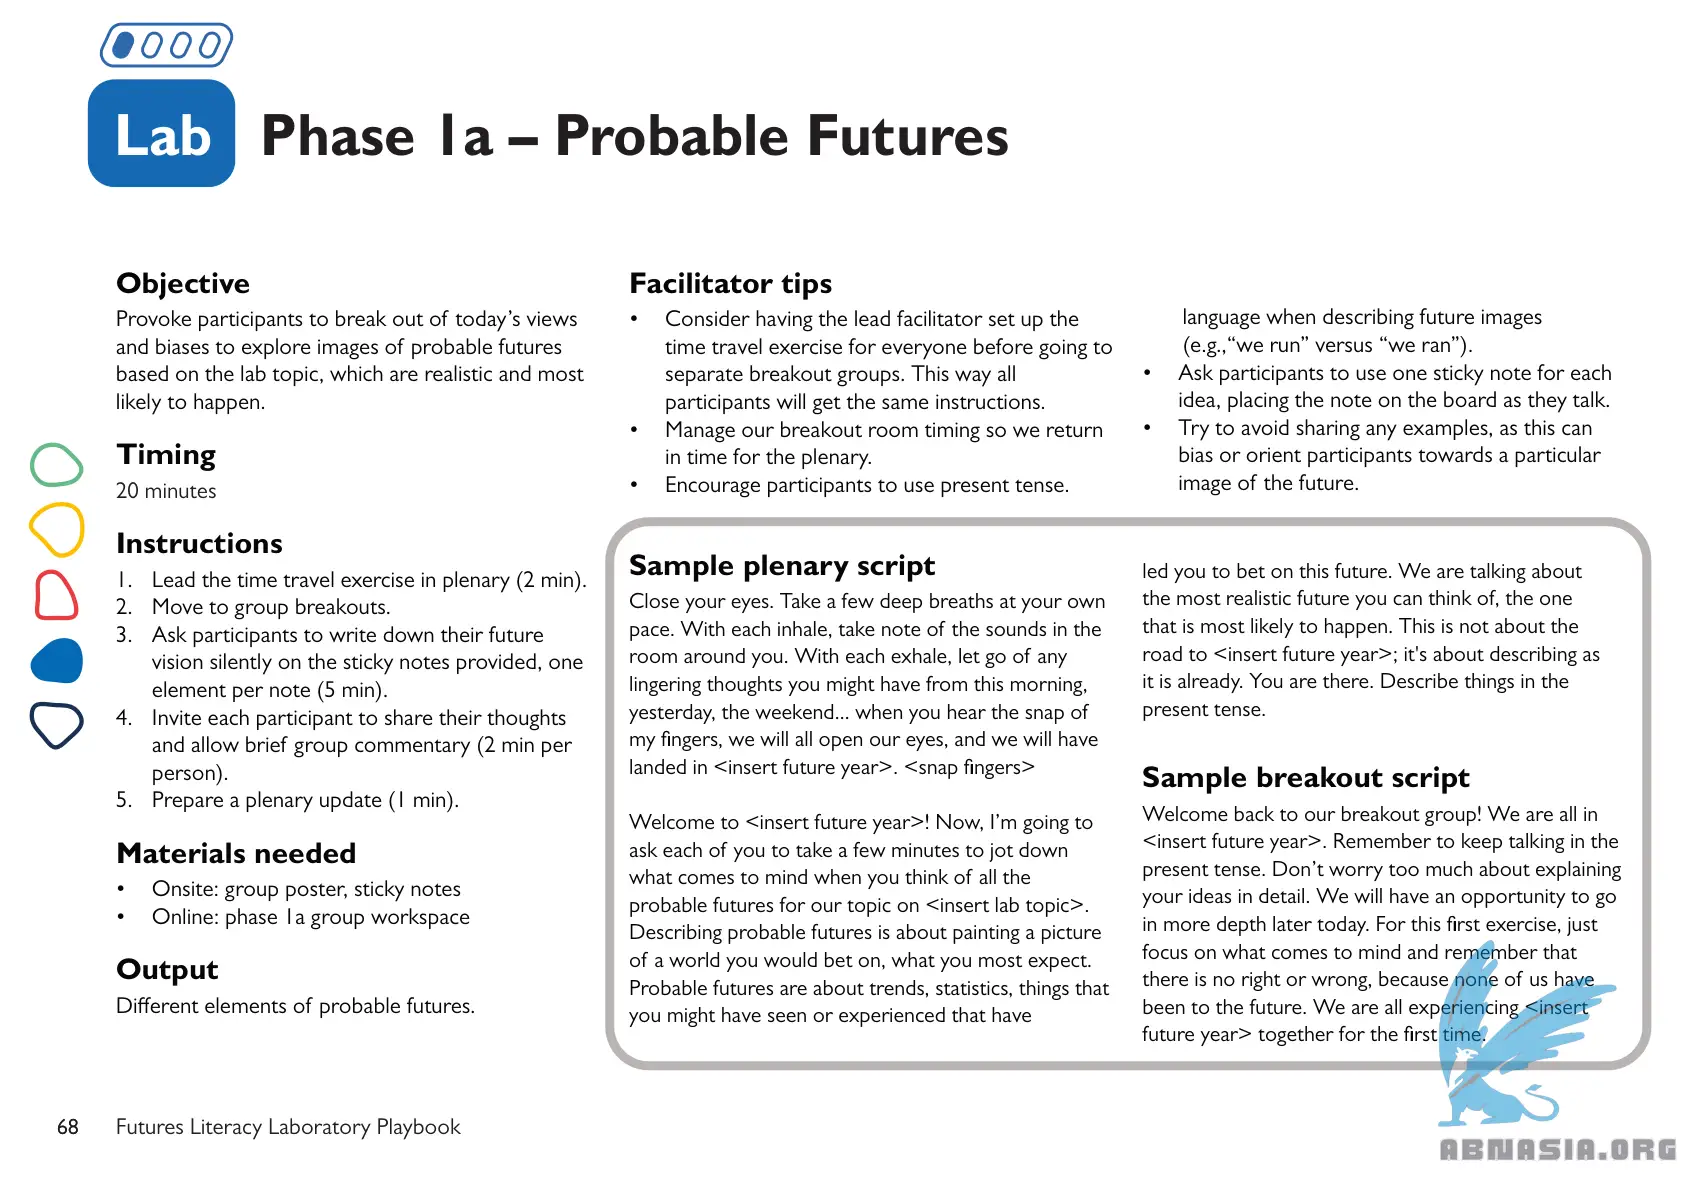 Lab
Phase 1a – Probable Futures
Objective
Provoke participants to break out of today’s views
and biases to explore images of probable futures
based on the lab topic, which are realistic and most
likely to happen.
Timing
20 minutes
Instructions
1. Lead the time travel exercise in plenary (2 min).
2. Move to group breakouts.
3. Ask participants to write down their future
vision silently on the sticky notes provided, one
element per note (5 min).
4. Invite each participant to share their thoughts
and allow brief group commentary (2 min per
person).
5. Prepare a plenary update (1 min).
Materials needed
• Onsite: group poster, sticky notes
• Online: phase 1a group workspace
Output
Different elements of probable futures.
Facilitator tips
• Consider having the lead facilitator set up the
time travel exercise for everyone before going to
separate breakout groups. This way all
participants will get the same instructions.
• Manage our breakout room timing so we return
in time for the plenary.
• Encourage participants to use present tense.
language when describing future images
(e.g.,“we run” versus “we ran”).
• Ask participants to use one sticky note for each
idea, placing the note on the board as they talk.
• Try to avoid sharing any examples, as this can
bias or orient participants towards a particular
image of the future.
Sample plenary script
Close your eyes. Take a few deep breaths at your own
pace. With each inhale, take note of the sounds in the
room around you. With each exhale, let go of any
lingering thoughts you might have from this morning,
yesterday, the weekend... when you hear the snap of
my fingers, we will all open our eyes, and we will have
landed in <insert future year>. <snap fingers>
Welcome to <insert future year>! Now, I’m going to
ask each of you to take a few minutes to jot down
what comes to mind when you think of all the
probable futures for our topic on <insert lab topic>.
Describing probable futures is about painting a picture
of a world you would bet on, what you most expect.
Probable futures are about trends, statistics, things that
you might have seen or experienced that have
led you to bet on this future. We are talking about
the most realistic future you can think of, the one
that is most likely to happen. This is not about the
road to <insert future year>; it's about describing as
it is already. You are there. Describe things in the
present tense.
Sample breakout script
Welcome back to our breakout group! We are all in
<insert future year>. Remember to keep talking in the
present tense. Don’t worry too much about explaining
your ideas in detail. We will have an opportunity to go
in more depth later today. For this first exercise, just
focus on what comes to mind and remember that
there is no right or wrong, because none of us have
been to the future. We are all experiencing <insert
future year> together for the first time.
68 Futures Literacy Laboratory Playbook
ABNASIA.ORG